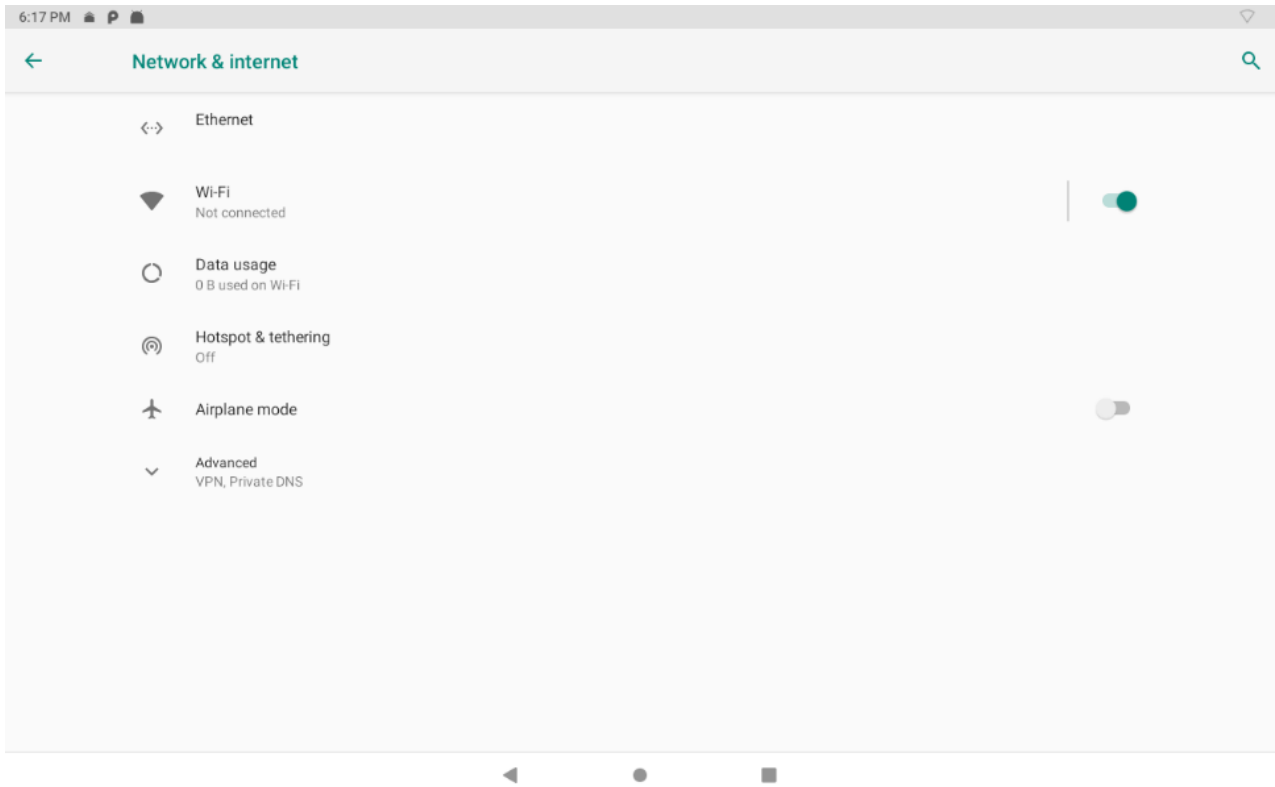 6:17 PM
Network & internet
Ethernet
Wi-Fi
Not connected
Data usage
0 B used on Wi-Fi
Hotspot & tethering
Off
Airplane mode
Advanced
VPN, Private DNS